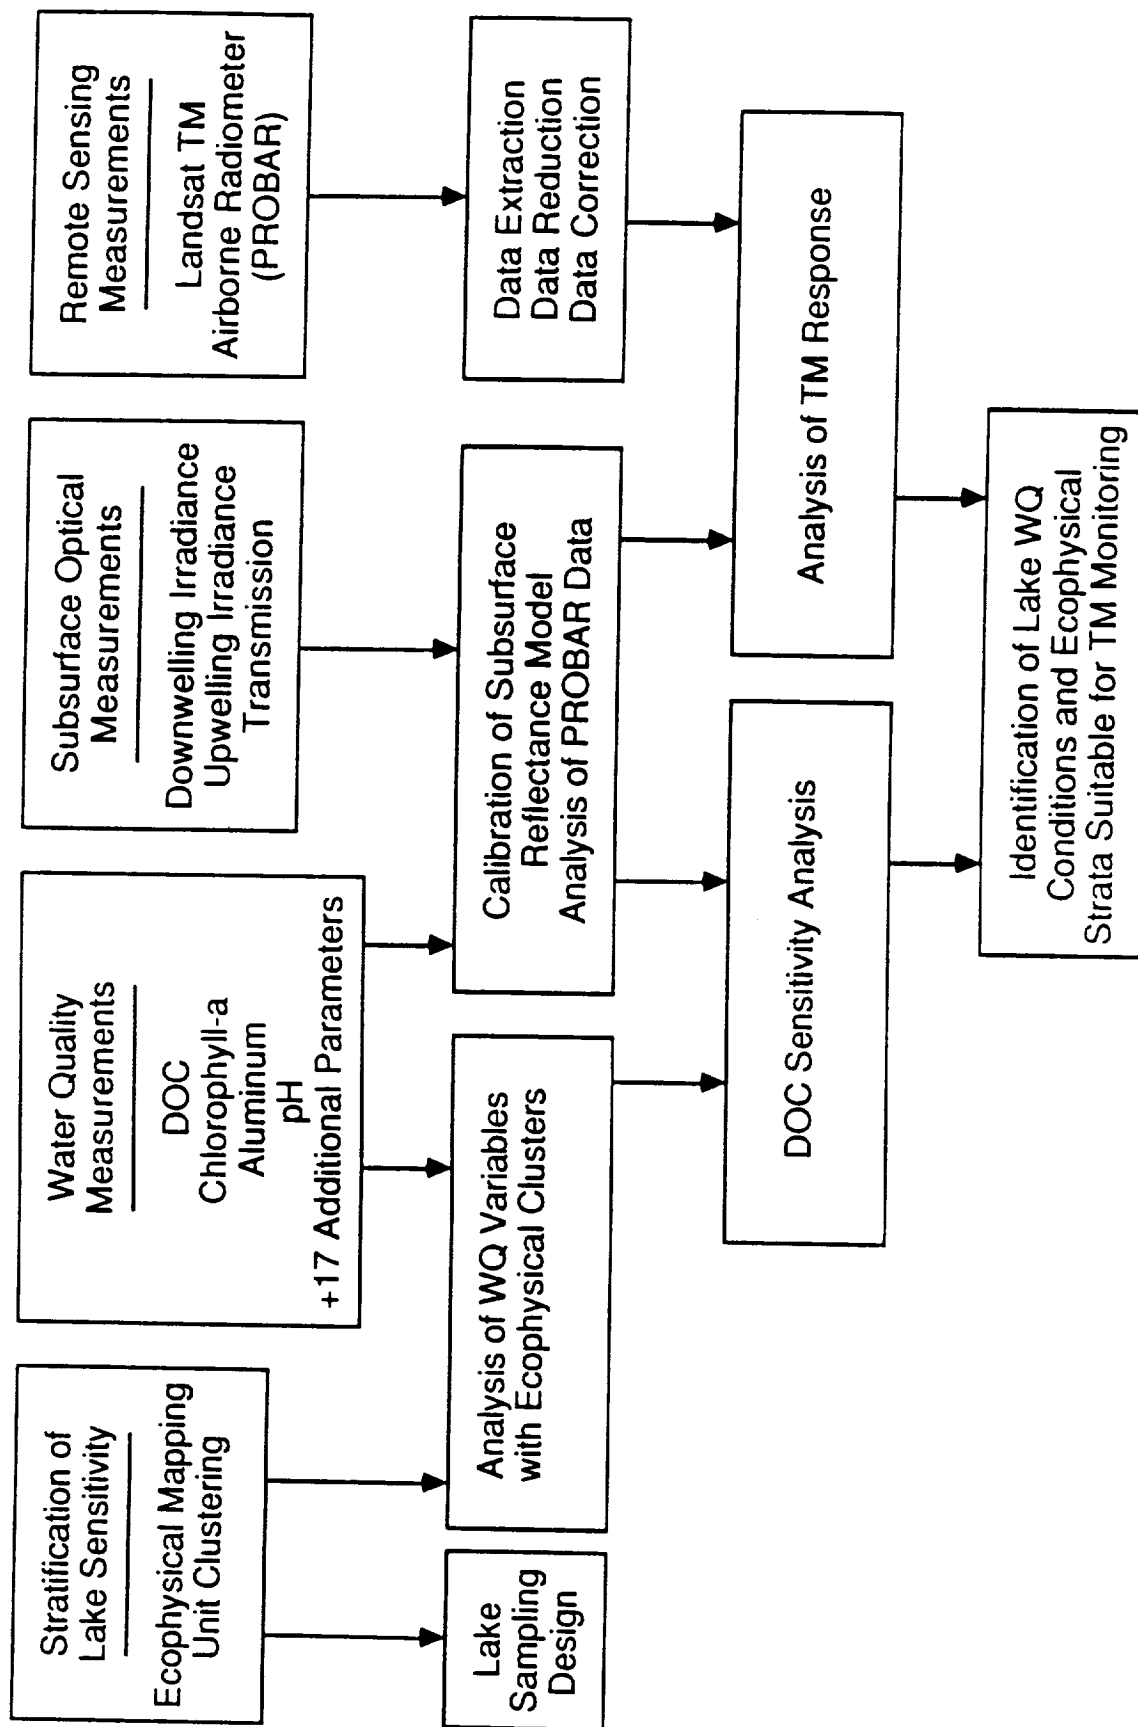 Stratification of
Lake Sensitivity
Ecophysical Mapping
Unit Clustering
Water Quality
Measurements
DOC
Chlorophyll-a
Aluminum
pH
+17 Additional Parameters
Subsurface Optical
Measurements
Downwelling Irradiance
Upwelling Irradiance
Transmission
Remote Sensing
Measurements
Landsat TM
Airborne Radiometer
(PROBAR)
Lake
Sampling
Design
Analysis of WQ Variables
with Ecophysical Clusters
Calibration of Subsurface
Reflectance Model
Analysis of PROBAR Data
Data Extraction
Data Reduction
Data Correction
DOC Sensitivity Analysis
Analysis of TM Response
Identification of Lake WQ
Conditions and Ecophysical
Strata Suitable for TM Monitoring